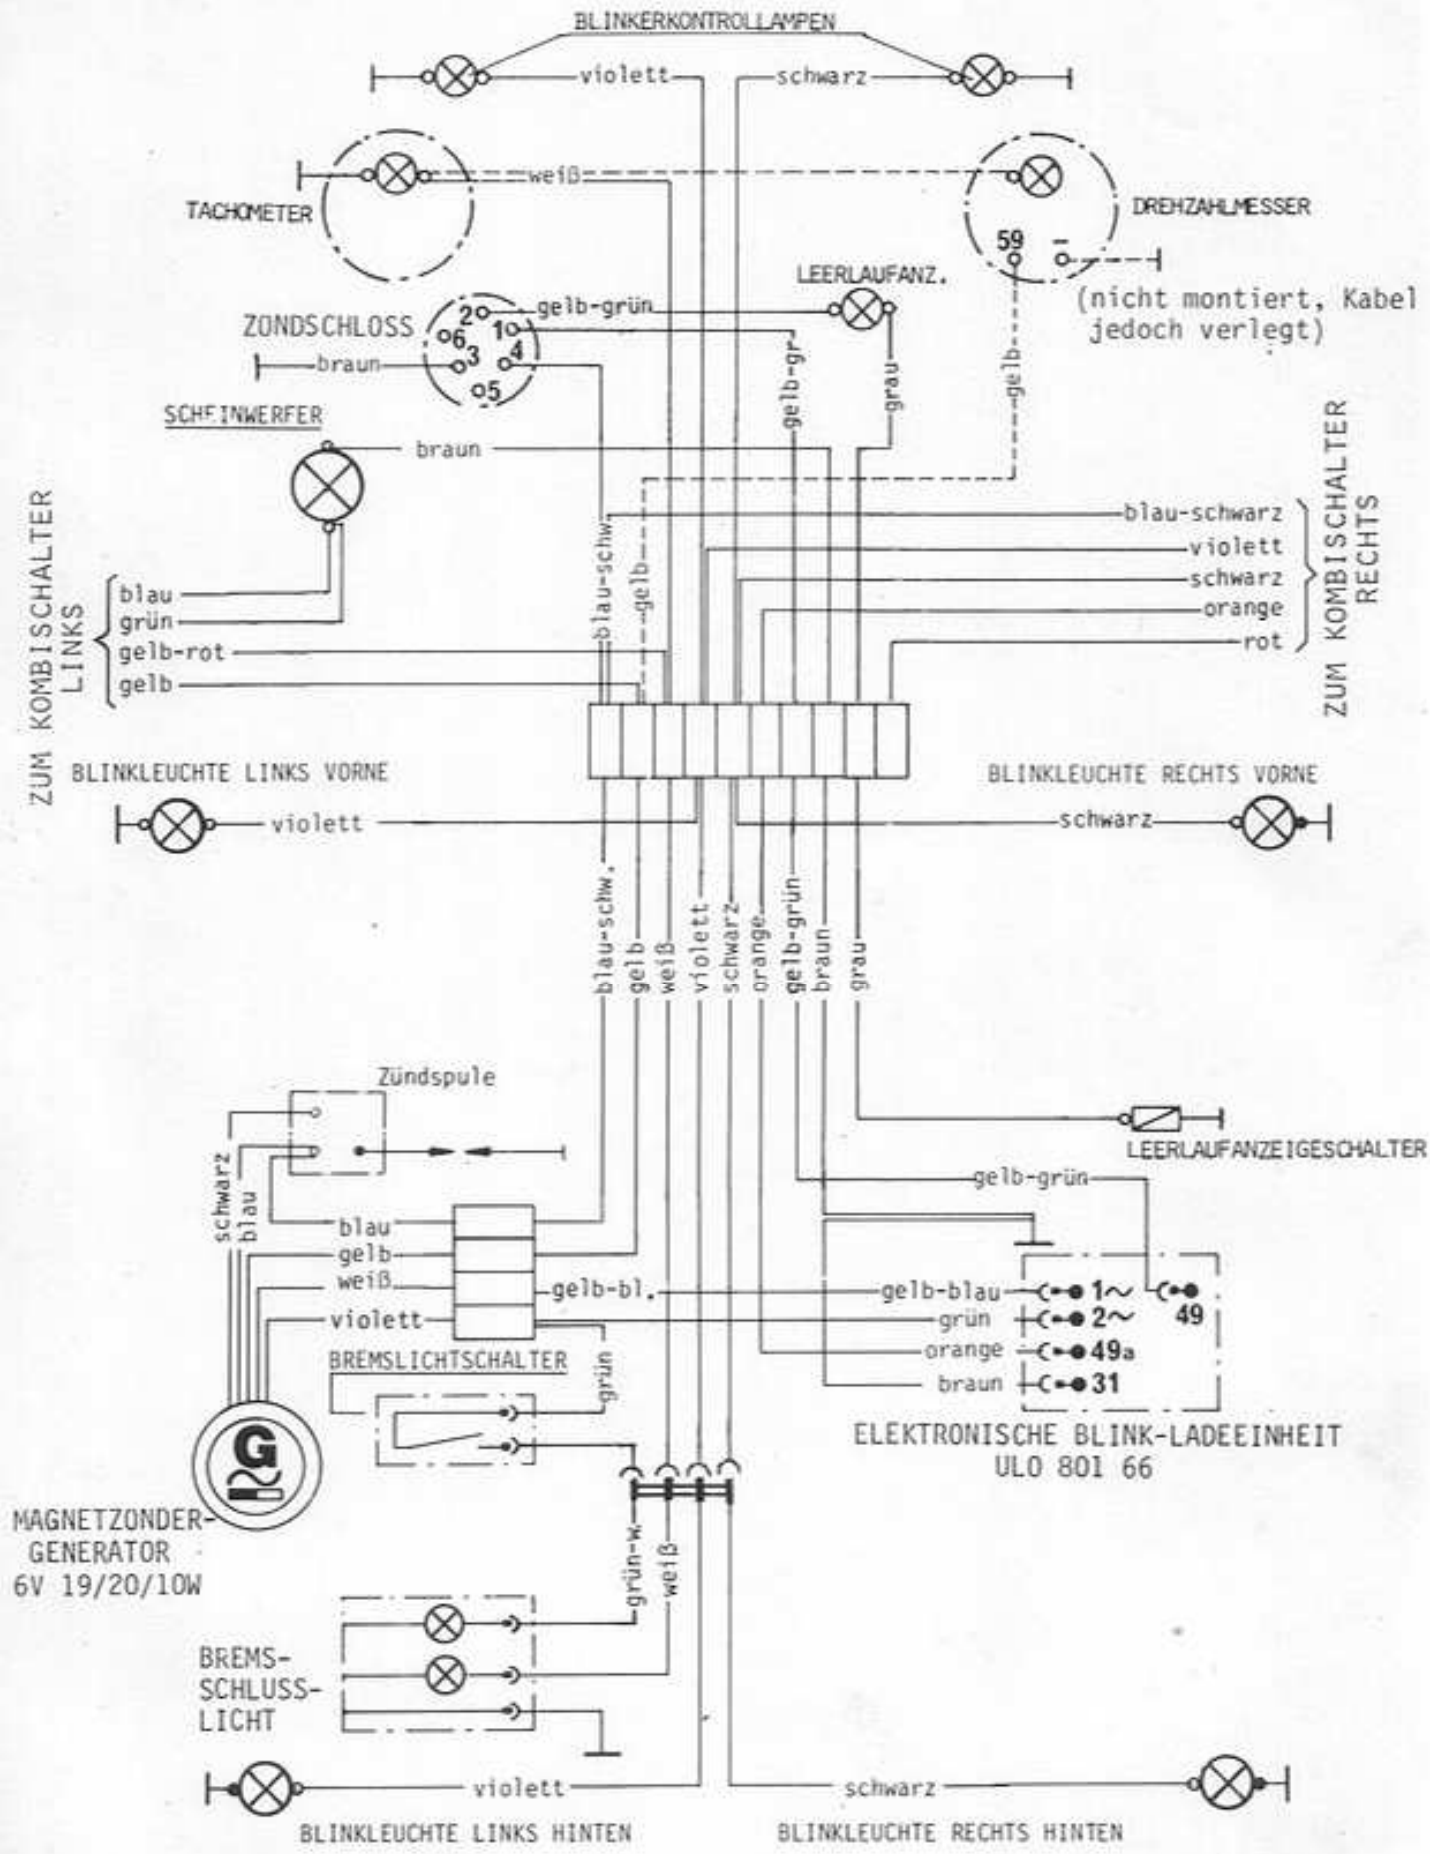 BLINKERKONTROLLAMPEN
violett
schwarz
weiß
TACHOMETER
DREHZAHLMESSER
59
–
LEERLAUFANZ.
(nicht montiert, Kabel
jedoch verlegt)
gelb-grün
ZONDSCHLOSS
2
1
6
3
4
5
braun
gelb-gr.
grau
gelb
SCHEINWERFER
braun
ZUM KOMBISCHALTER
LINKS
blau
grün
gelb-rot
gelb
blau-schw.
gelb
blau-schwarz
violett
schwarz
orange
rot
ZUM KOMBISCHALTER
RECHTS
BLINKLEUCHTE LINKS VORNE
violett
BLINKLEUCHTE RECHTS VORNE
schwarz
blau-schw.
gelb
weiß
violett
schwarz
orange
gelb-grün
braun
grau
Zündspule
schwarz
blau
blau
gelb
weiß
violett
LEERLAUFANZEIGESCHALTER
gelb-grün
gelb-bl.
gelb-blau
1~
grün
2~
49
orange
49a
braun
31
ELEKTRONISCHE BLINK-LADEEINHEIT
ULO 801 66
BREMSLICHTSCHALTER
grün
G
MAGNETZONDER-
GENERATOR
6V 19/20/10W
grün-w.
weiß
BREMS-
SCHLUSS-
LICHT
violett
schwarz
BLINKLEUCHTE LINKS HINTEN
BLINKLEUCHTE RECHTS HINTEN